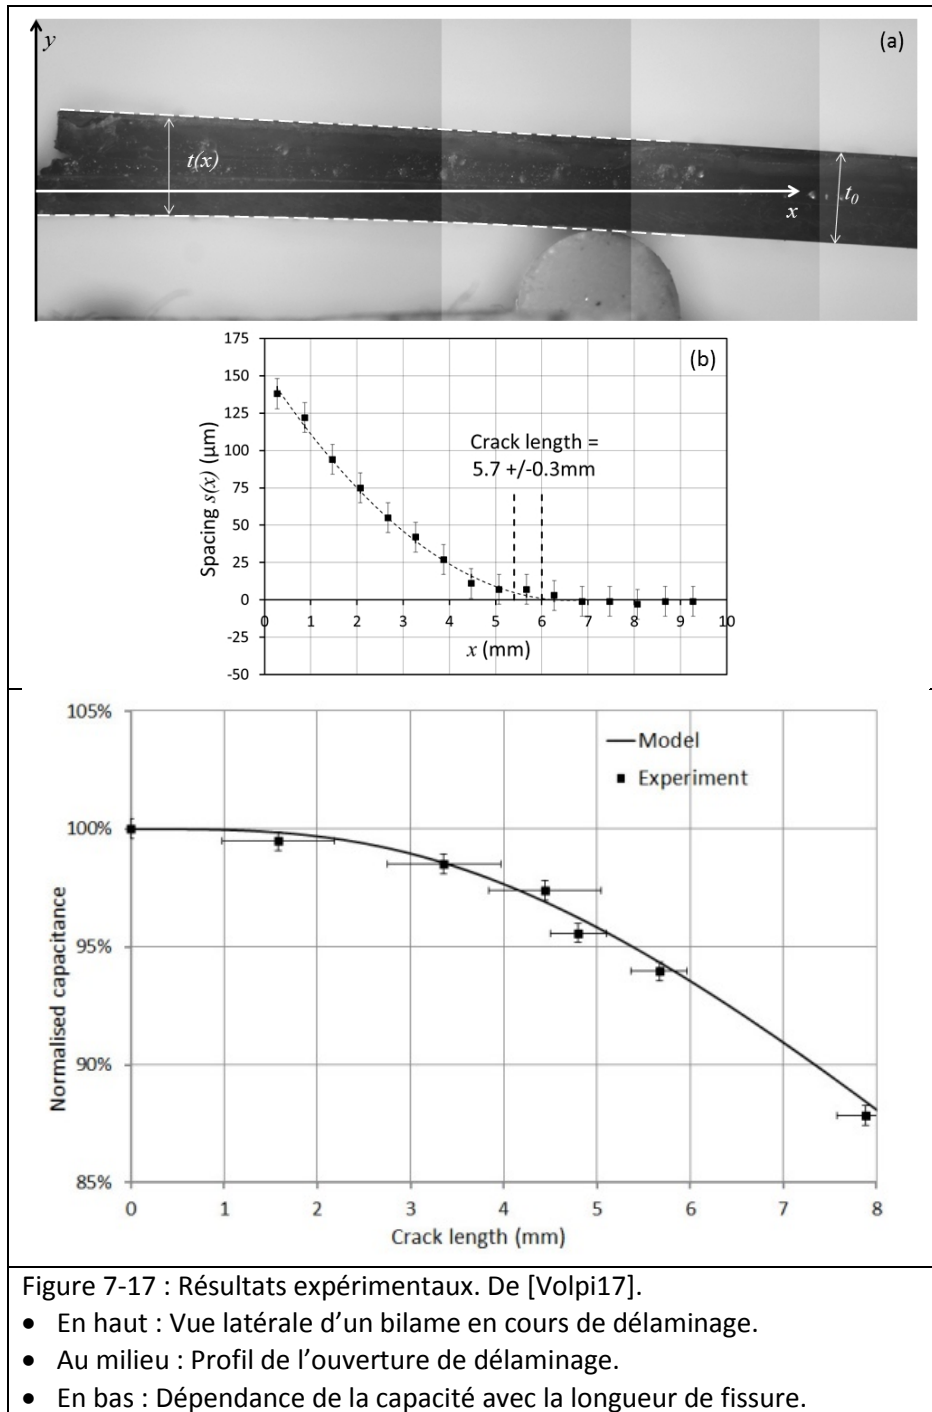 y
(a)
t(x)
x
t0
175
(b)
150
125
100
75
50
25
0
-25
-50
Spacing s(x) (µm)
Crack length =
5.7 +/-0.3mm
0 1 2 3 4 5 6 7 8 9 10
x (mm)
105%
100%
95%
90%
85%
Normalised capacitance
Model
Experiment
0 1 2 3 4 5 6 7 8
Crack length (mm)
Figure 7-17 : Résultats expérimentaux. De [Volpi17].
• En haut : Vue latérale d’un bilame en cours de délaminage.
• Au milieu : Profil de l’ouverture de délaminage.
• En bas : Dépendance de la capacité avec la longueur de fissure.